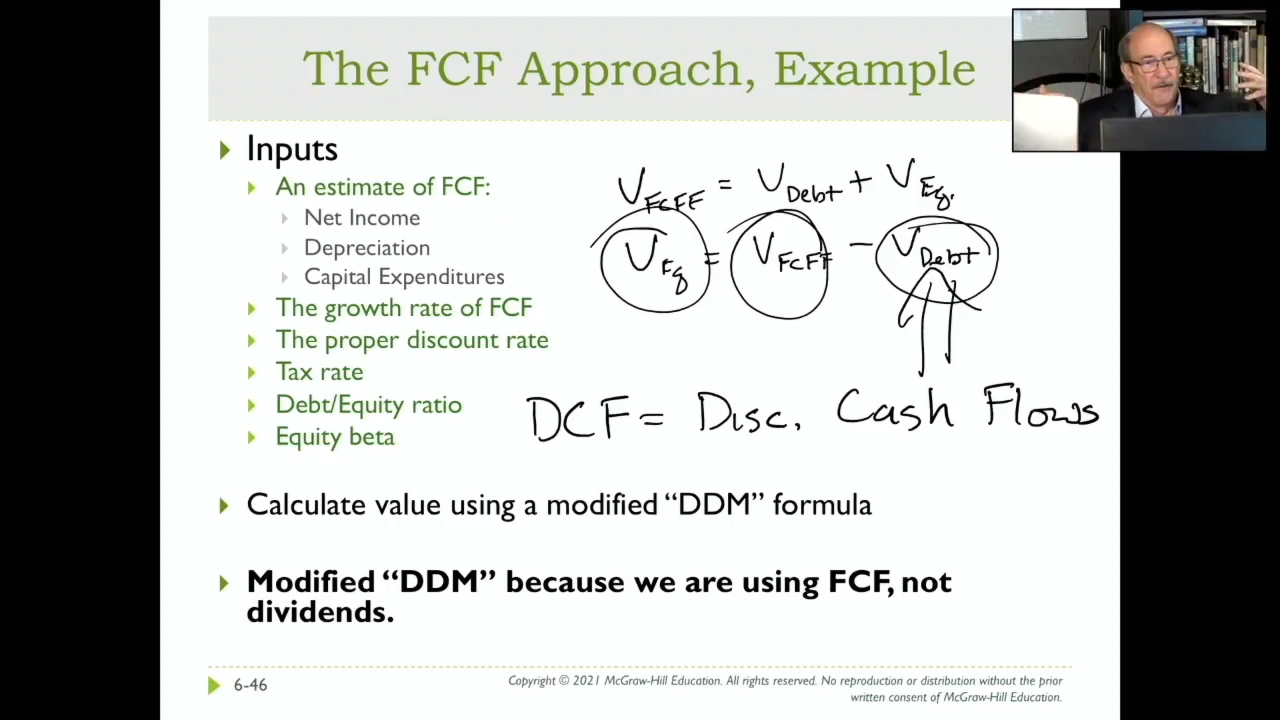 The FCF Approach, Example
Inputs
An estimate of FCF:
Net Income
Depreciation
Capital Expenditures
The growth rate of FCF
The proper discount rate
Tax rate
Debt/Equity ratio
Equity beta
V FCFF = V Debt + V Eq.
V Eq = V FCFF - V Debt
DCF = Disc. Cash Flows
Calculate value using a modified “DDM” formula
Modified “DDM” because we are using FCF, not
dividends.
6-46
Copyright © 2021 McGraw-Hill Education. All rights reserved. No reproduction or distribution without the prior
written consent of McGraw-Hill Education.